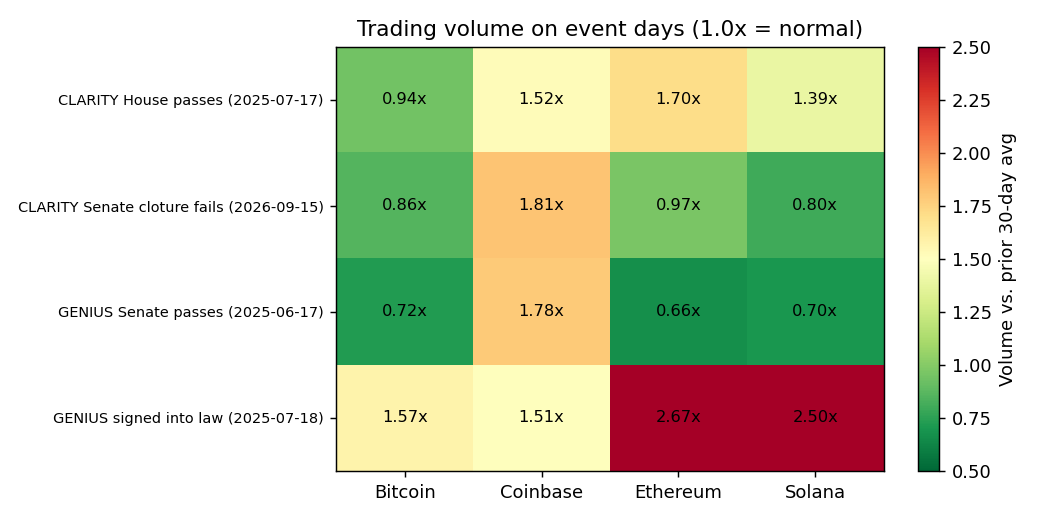 Trading volume on event days (1.0x = normal)
CLARITY House passes (2025-07-17) 0.94x 1.52x 1.70x 1.39x
CLARITY Senate cloture fails (2026-09-15) 0.86x 1.81x 0.97x 0.80x
GENIUS Senate passes (2025-06-17) 0.72x 1.78x 0.66x 0.70x
GENIUS signed into law (2025-07-18) 1.57x 1.51x 2.67x 2.50x
Bitcoin Coinbase Ethereum Solana
2.50
2.25
2.00
1.75
1.50
1.25
1.00
0.75
0.50
Volume vs. prior 30-day avg